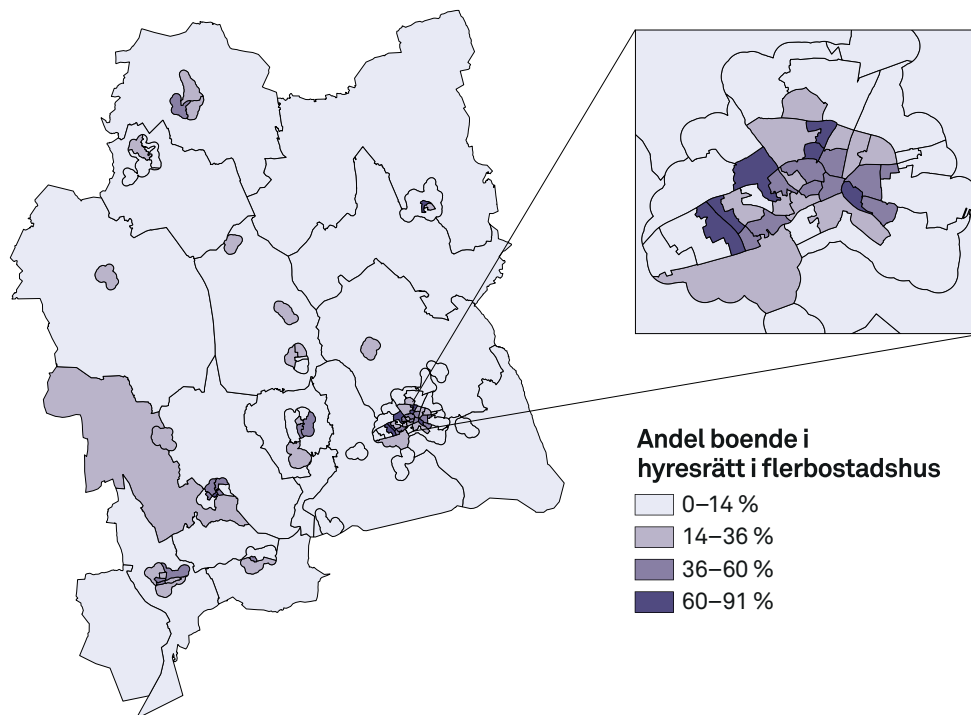 Andel boende i
hyresrätt i flerbostadshus
0–14 %
14–36 %
36–60 %
60–91 %